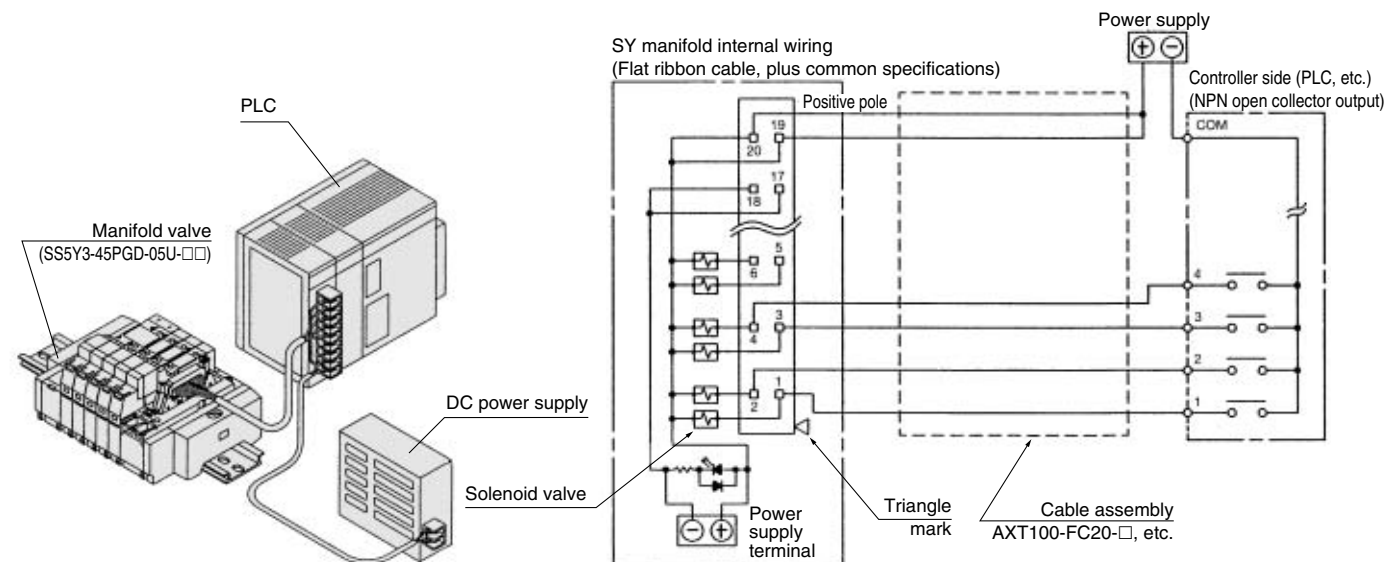 PLC
Manifold valve
(SS5Y3-45PGD-05U-□□)
DC power supply
Solenoid valve
SY manifold internal wiring
(Flat ribbon cable, plus common specifications)
Power supply
+ −
Controller side (PLC, etc.)
(NPN open collector output)
Positive pole
COM
19
20
17
18
5
6
4
3
4
3
2
1
2
1
− +
Power
supply
terminal
Triangle
mark
Cable assembly
AXT100-FC20-□, etc.